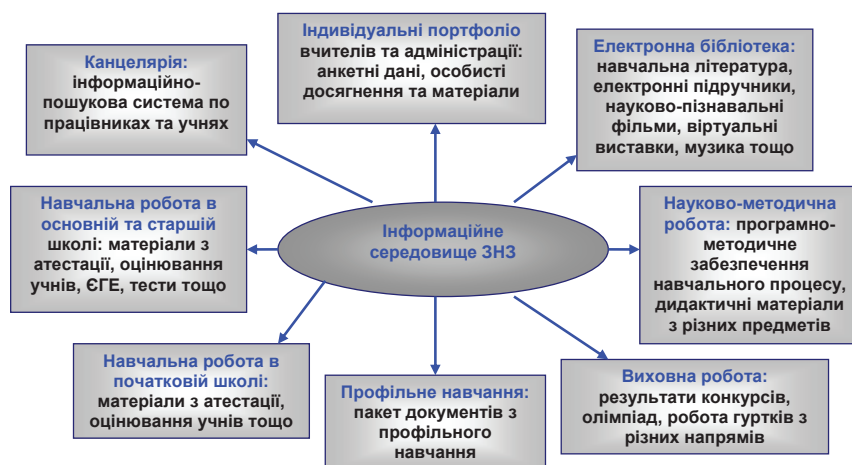 Канцелярія:
інформаційно-
пошукова система по
працівниках та учнях
Індивідуальні портфоліо
вчителів та адміністрації:
анкетні дані, особисті
досягнення та матеріали
Електронна бібліотека:
навчальна література,
електронні підручники,
науково-пізнавальні
фільми, віртуальні
виставки, музика тощо
Навчальна робота в
основній та старшій
школі: матеріали з
атестації, оцінювання
учнів, ЄГЕ, тести тощо
Інформаційне
середовище ЗНЗ
Науково-методична
робота: програмно-
методичне
забезпечення
навчального процесу,
дидактичні матеріали
з різних предметів
Навчальна робота в
початковій школі:
матеріали з атестації,
оцінювання учнів тощо
Профільне навчання:
пакет документів з
профільного
навчання
Виховна робота:
результати конкурсів,
олімпіад, робота гуртків з
різних напрямів